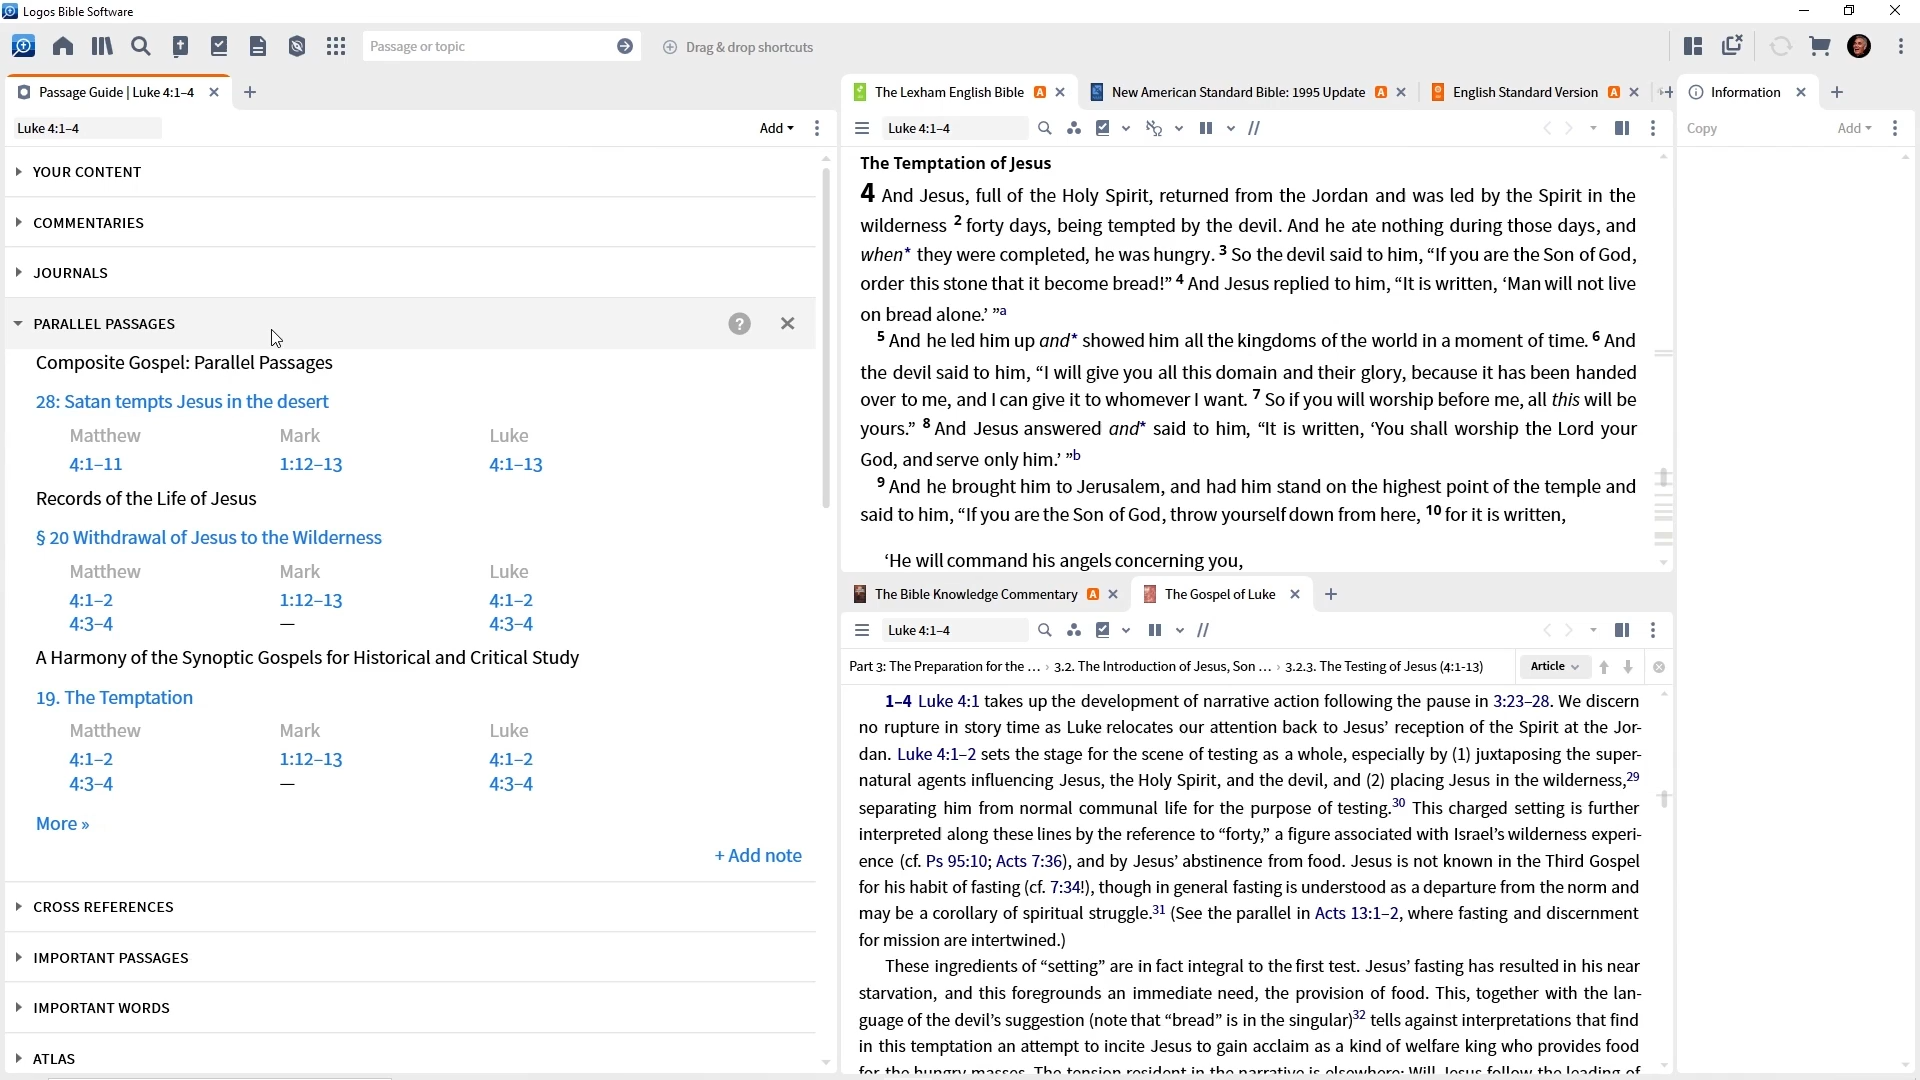 Logos Bible Software
Passage or topic
Drag & drop shortcuts
Passage Guide | Luke 4:1–4
Luke 4:1–4
Add
YOUR CONTENT
COMMENTARIES
JOURNALS
PARALLEL PASSAGES
?
Composite Gospel: Parallel Passages
28: Satan tempts Jesus in the desert
Matthew Mark Luke
4:1–11 1:12–13 4:1–13
Records of the Life of Jesus
§ 20 Withdrawal of Jesus to the Wilderness
Matthew Mark Luke
4:1–2 1:12–13 4:1–2
4:3–4 — 4:3–4
A Harmony of the Synoptic Gospels for Historical and Critical Study
19. The Temptation
Matthew Mark Luke
4:1–2 1:12–13 4:1–2
4:3–4 — 4:3–4
More »
+ Add note
CROSS REFERENCES
IMPORTANT PASSAGES
IMPORTANT WORDS
ATLAS
The Lexham English Bible A
New American Standard Bible: 1995 Update A
English Standard Version A
Luke 4:1–4
The Temptation of Jesus
4 And Jesus, full of the Holy Spirit, returned from the Jordan and was led by the Spirit in the
wilderness 2 forty days, being tempted by the devil. And he ate nothing during those days, and
when* they were completed, he was hungry. 3 So the devil said to him, “If you are the Son of God,
order this stone that it become bread!” 4 And Jesus replied to him, “It is written, ‘Man will not live
on bread alone.’ ”a
5 And he led him up and* showed him all the kingdoms of the world in a moment of time. 6 And
the devil said to him, “I will give you all this domain and their glory, because it has been handed
over to me, and I can give it to whomever I want. 7 So if you will worship before me, all this will be
yours.” 8 And Jesus answered and* said to him, “It is written, ‘You shall worship the Lord your
God, and serve only him.’ ”b
9 And he brought him to Jerusalem, and had him stand on the highest point of the temple and
said to him, “If you are the Son of God, throw yourself down from here, 10 for it is written,
‘He will command his angels concerning you,
The Bible Knowledge Commentary A
The Gospel of Luke
Luke 4:1–4
Part 3: The Preparation for the ... › 3.2. The Introduction of Jesus, Son ... › 3.2.3. The Testing of Jesus (4:1-13)
Article
1–4 Luke 4:1 takes up the development of narrative action following the pause in 3:23–28. We discern
no rupture in story time as Luke relocates our attention back to Jesus’ reception of the Spirit at the Jor-
dan. Luke 4:1–2 sets the stage for the scene of testing as a whole, especially by (1) juxtaposing the super-
natural agents influencing Jesus, the Holy Spirit, and the devil, and (2) placing Jesus in the wilderness,29
separating him from normal communal life for the purpose of testing.30 This charged setting is further
interpreted along these lines by the reference to “forty,” a figure associated with Israel’s wilderness experi-
ence (cf. Ps 95:10; Acts 7:36), and by Jesus’ abstinence from food. Jesus is not known in the Third Gospel
for his habit of fasting (cf. 7:34!), though in general fasting is understood as a departure from the norm and
may be a corollary of spiritual struggle.31 (See the parallel in Acts 13:1–2, where fasting and discernment
for mission are intertwined.)
These ingredients of “setting” are in fact integral to the first test. Jesus’ fasting has resulted in his near
starvation, and this foregrounds an immediate need, the provision of food. This, together with the lan-
guage of the devil’s suggestion (note that “bread” is in the singular)32 tells against interpretations that find
in this temptation an attempt to incite Jesus to gain acclaim as a kind of welfare king who provides food
for the hungry masses. The tension resident in the narrative is elsewhere: Will Jesus follow the leading of
Information
Copy
Add